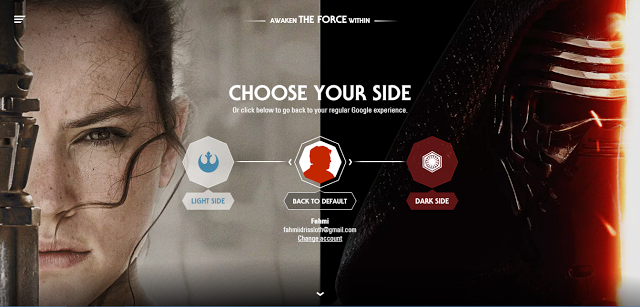 AWAKEN THE FORCE WITHIN
CHOOSE YOUR SIDE
Or click below to go back to your regular Google experience.
LIGHT SIDE
BACK TO DEFAULT
DARK SIDE
Fahmi
fahmidrissloth@gmail.com
Change account